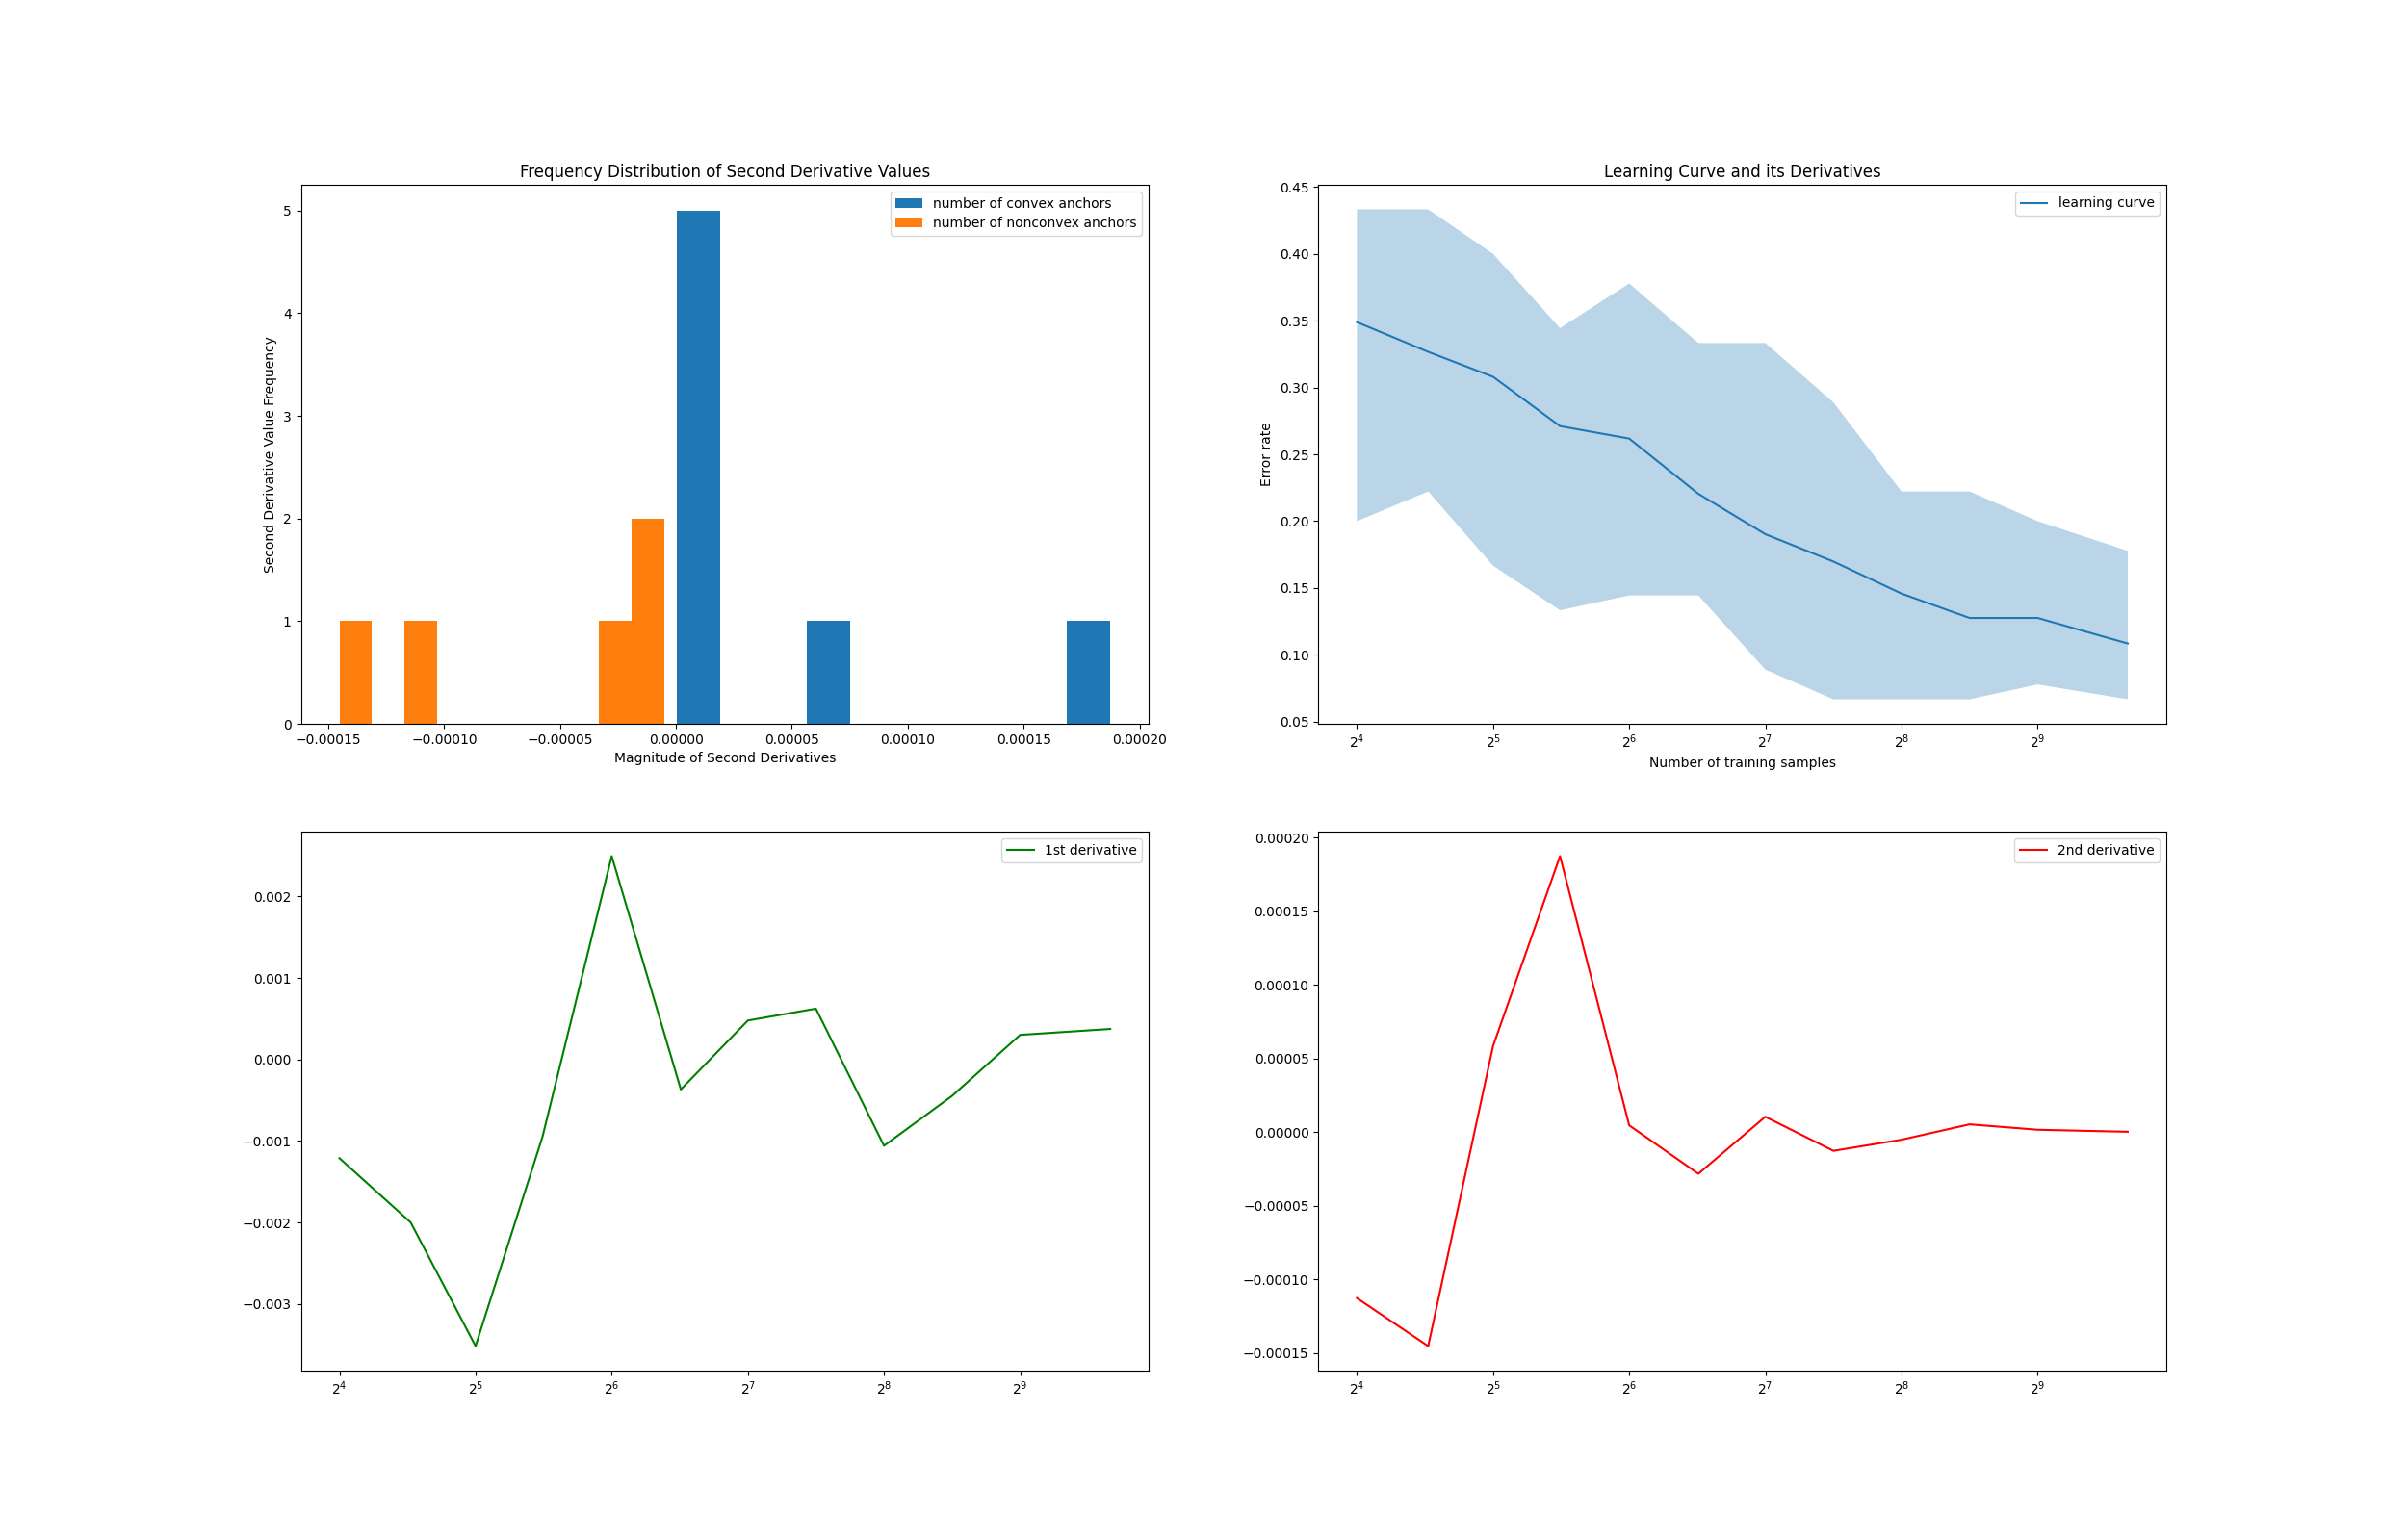 Frequency Distribution of Second Derivative Values
number of convex anchors
number of nonconvex anchors
Second Derivative Value Frequency
5
4
3
2
1
0
−0.00015 −0.00010 −0.00005 0.00000 0.00005 0.00010 0.00015 0.00020
Magnitude of Second Derivatives
Learning Curve and its Derivatives
learning curve
Error rate
0.45
0.40
0.35
0.30
0.25
0.20
0.15
0.10
0.05
2⁴ 2⁵ 2⁶ 2⁷ 2⁸ 2⁹
Number of training samples
1st derivative
0.002
0.001
0.000
−0.001
−0.002
−0.003
2⁴ 2⁵ 2⁶ 2⁷ 2⁸ 2⁹
2nd derivative
0.00020
0.00015
0.00010
0.00005
0.00000
−0.00005
−0.00010
−0.00015
2⁴ 2⁵ 2⁶ 2⁷ 2⁸ 2⁹